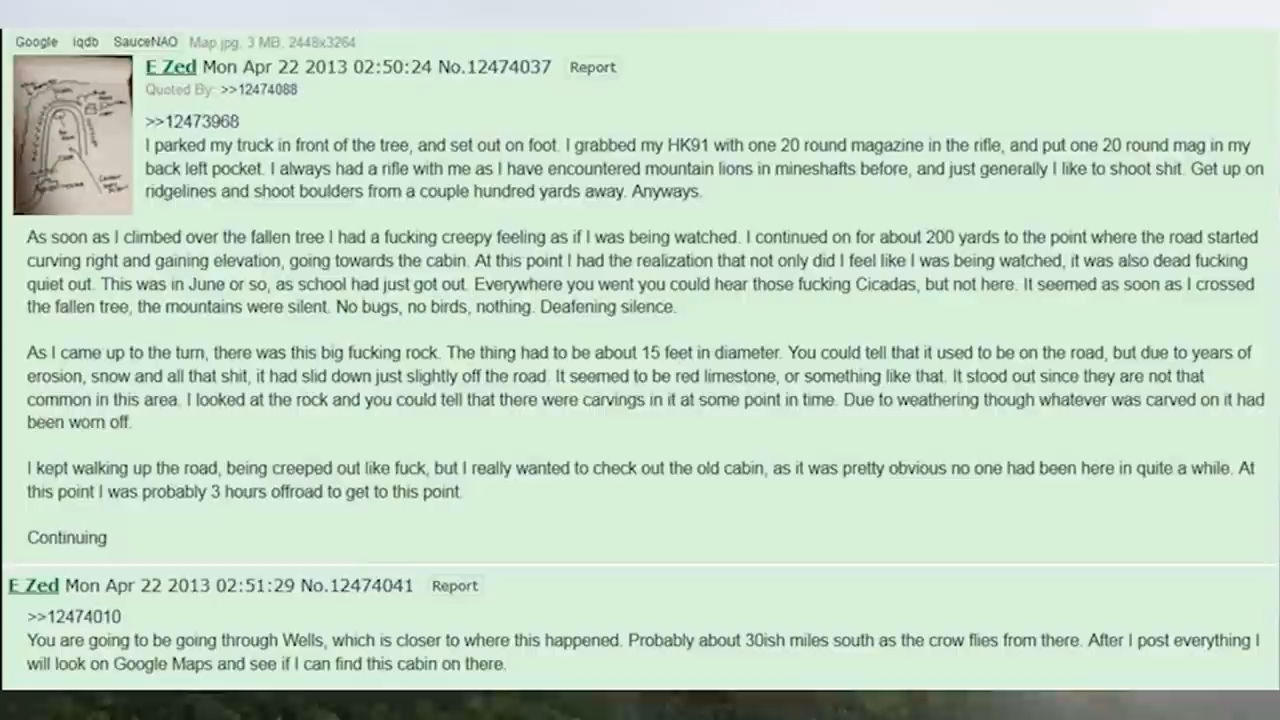 Google iqdb SauceNAO Map.jpg, 3 MB, 2448x3264
E Zed Mon Apr 22 2013 02:50:24 No.12474037 Report
Quoted By: >>12474088
>>12473968
I parked my truck in front of the tree, and set out on foot. I grabbed my HK91 with one 20 round magazine in the rifle, and put one 20 round mag in my
back left pocket. I always had a rifle with me as I have encountered mountain lions in mineshafts before, and just generally I like to shoot shit. Get up on
ridgelines and shoot boulders from a couple hundred yards away. Anyways.
As soon as I climbed over the fallen tree I had a fucking creepy feeling as if I was being watched. I continued on for about 200 yards to the point where the road started
curving right and gaining elevation, going towards the cabin. At this point I had the realization that not only did I feel like I was being watched, it was also dead fucking
quiet out. This was in June or so, as school had just got out. Everywhere you went you could hear those fucking Cicadas, but not here. It seemed as soon as I crossed
the fallen tree, the mountains were silent. No bugs, no birds, nothing. Deafening silence.
As I came up to the turn, there was this big fucking rock. The thing had to be about 15 feet in diameter. You could tell that it used to be on the road, but due to years of
erosion, snow and all that shit, it had slid down just slightly off the road. It seemed to be red limestone, or something like that. It stood out since they are not that
common in this area. I looked at the rock and you could tell that there were carvings in it at some point in time. Due to weathering though whatever was carved on it had
been worn off.
I kept walking up the road, being creeped out like fuck, but I really wanted to check out the old cabin, as it was pretty obvious no one had been here in quite a while. At
this point I was probably 3 hours offroad to get to this point.
Continuing
E Zed Mon Apr 22 2013 02:51:29 No.12474041 Report
>>12474010
You are going to be going through Wells, which is closer to where this happened. Probably about 30ish miles south as the crow flies from there. After I post everything I
will look on Google Maps and see if I can find this cabin on there.